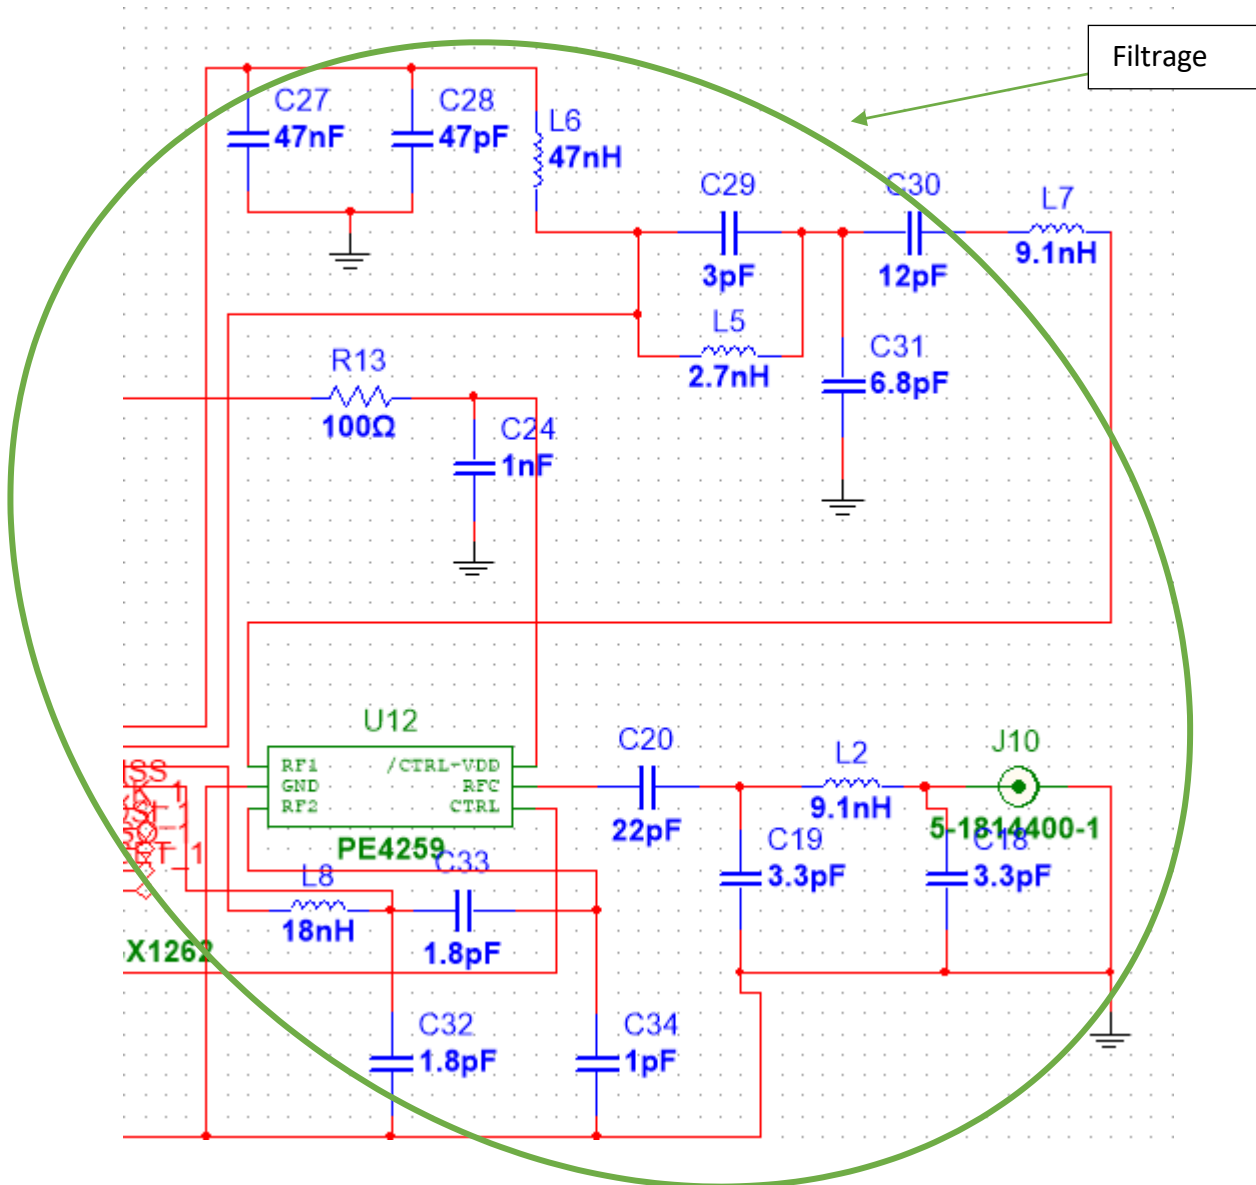 Filtrage
C27
47nF
C28
47pF
L6
47nH
C29
3pF
C30
12pF
L7
9.1nH
L5
2.7nH
C31
6.8pF
R13
100Ω
C24
1nF
U12
RF1
GND
RF2
/CTRL-VDD
RFC
CTRL
PE4259
C20
22pF
L2
9.1nH
J10
5-1814400-1
C19
3.3pF
C18
3.3pF
L8
18nH
C33
1.8pF
X1262
C32
1.8pF
C34
1pF